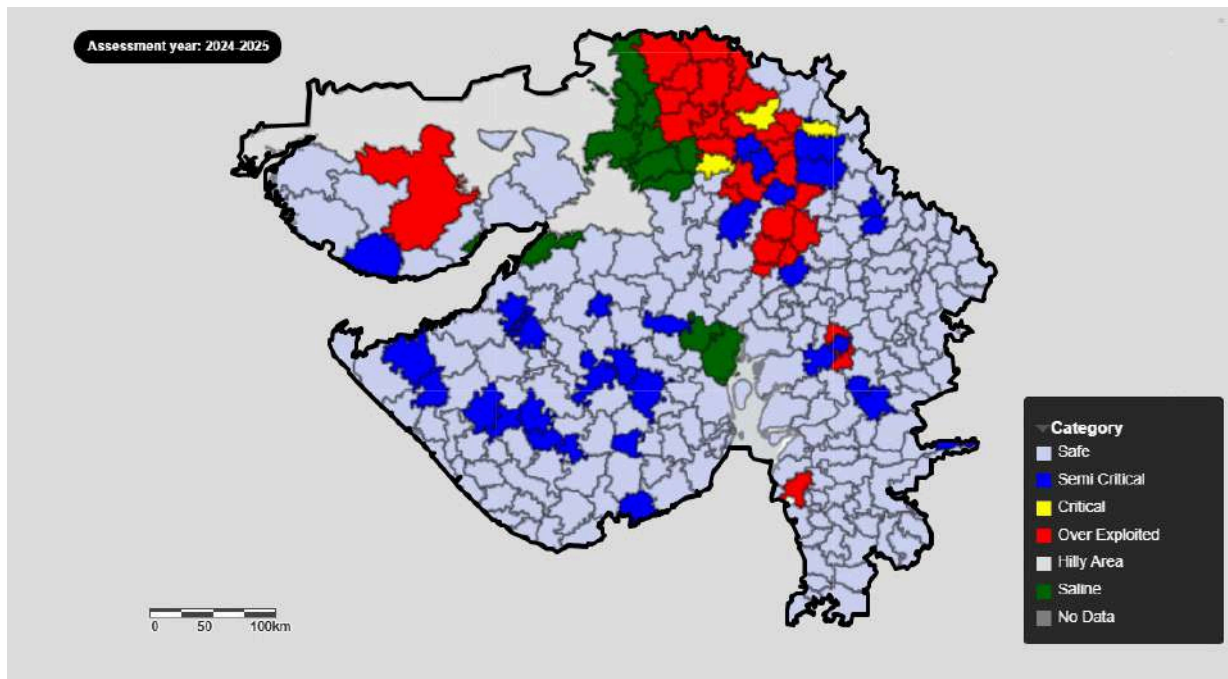 Assessment year: 2024-2025
Category
Safe
Semi Critical
Critical
Over Exploited
Hilly Area
Saline
No Data
0 50 100km